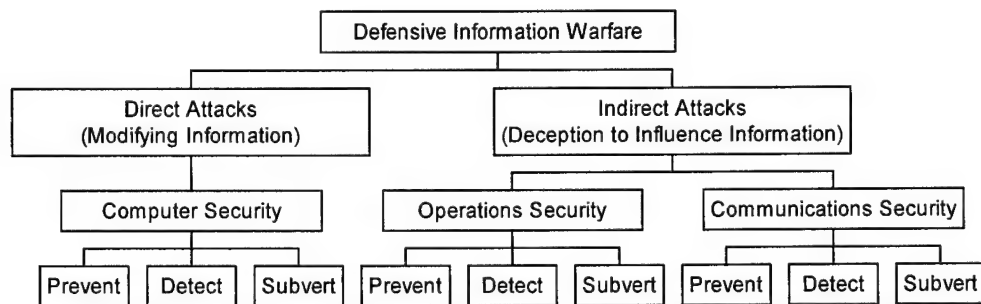 Defensive Information Warfare
Direct Attacks
(Modifying Information)
Indirect Attacks
(Deception to Influence Information)
Computer Security
Operations Security
Communications Security
Prevent
Detect
Subvert
Prevent
Detect
Subvert
Prevent
Detect
Subvert